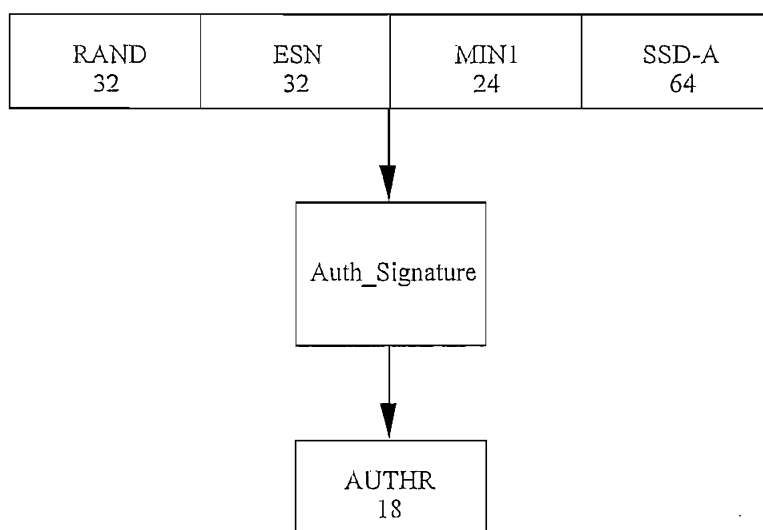 RAND ESN MIN1 SSD-A
32 32 24 64
Auth_Signature
AUTHR
18